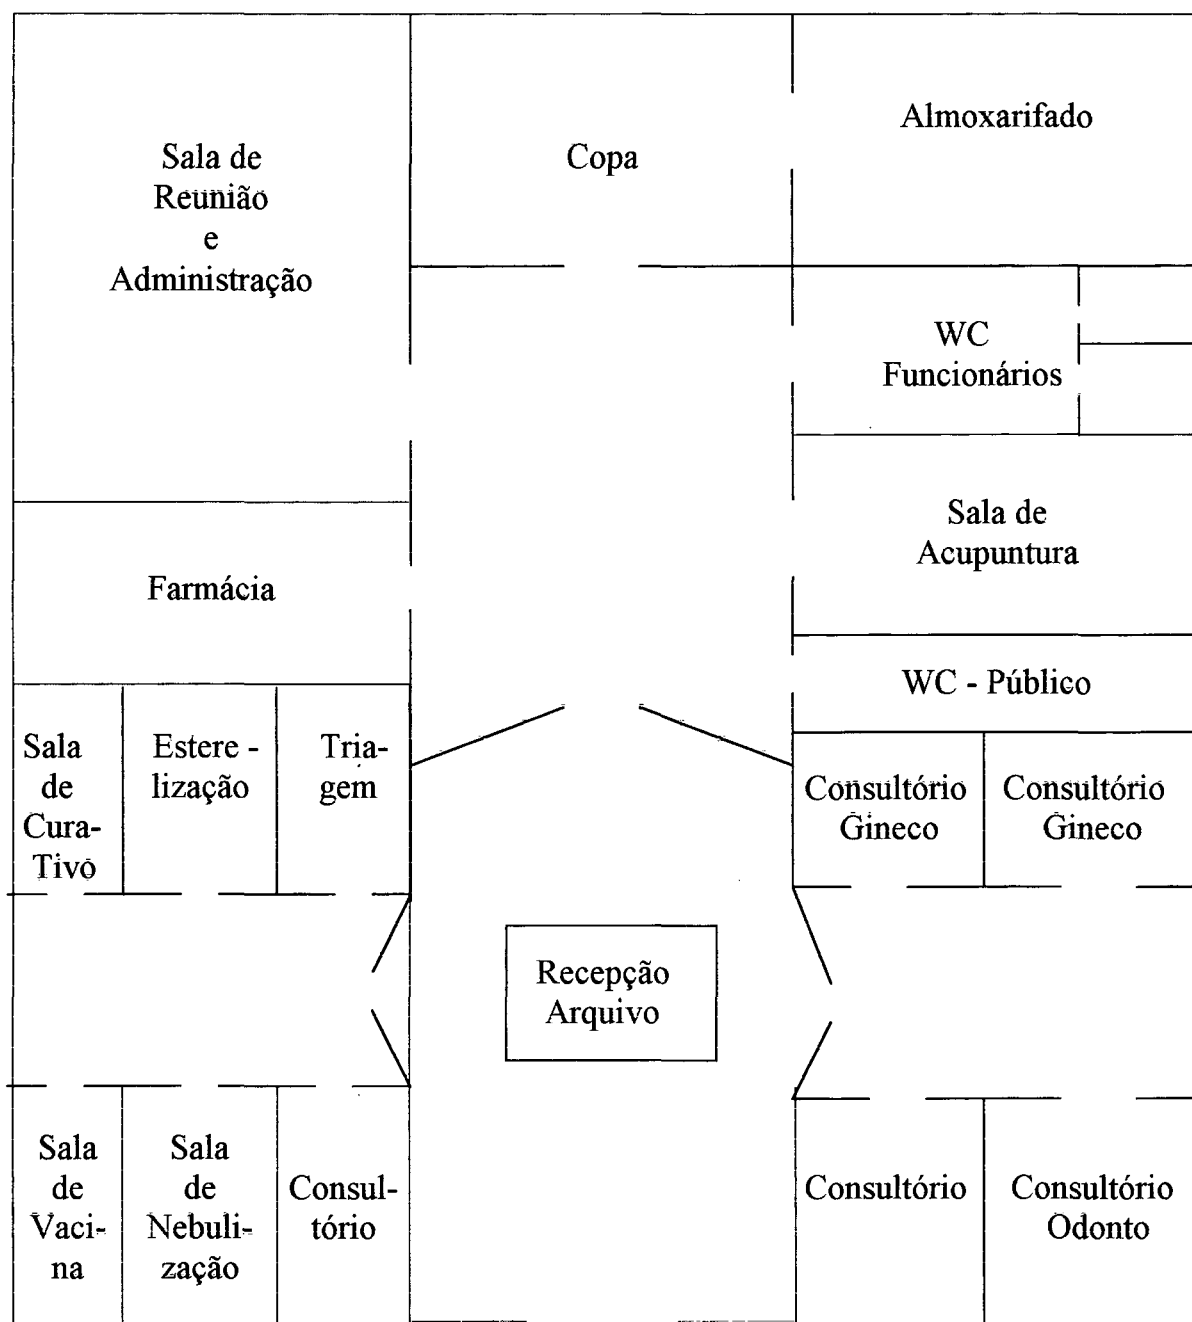 Sala de
Reunião
e
Administração
Copa
Almoxarifado
WC
Funcionários
Farmácia
Sala de
Acupuntura
WC - Público
Sala
de
Cura-
Tivo
Estere -
lização
Tria-
gem
Consultório
Gineco
Consultório
Gineco
Recepção
Arquivo
Sala
de
Vaci-
na
Sala
de
Nebuli-
zação
Consul-
tório
Consultório
Consultório
Odonto